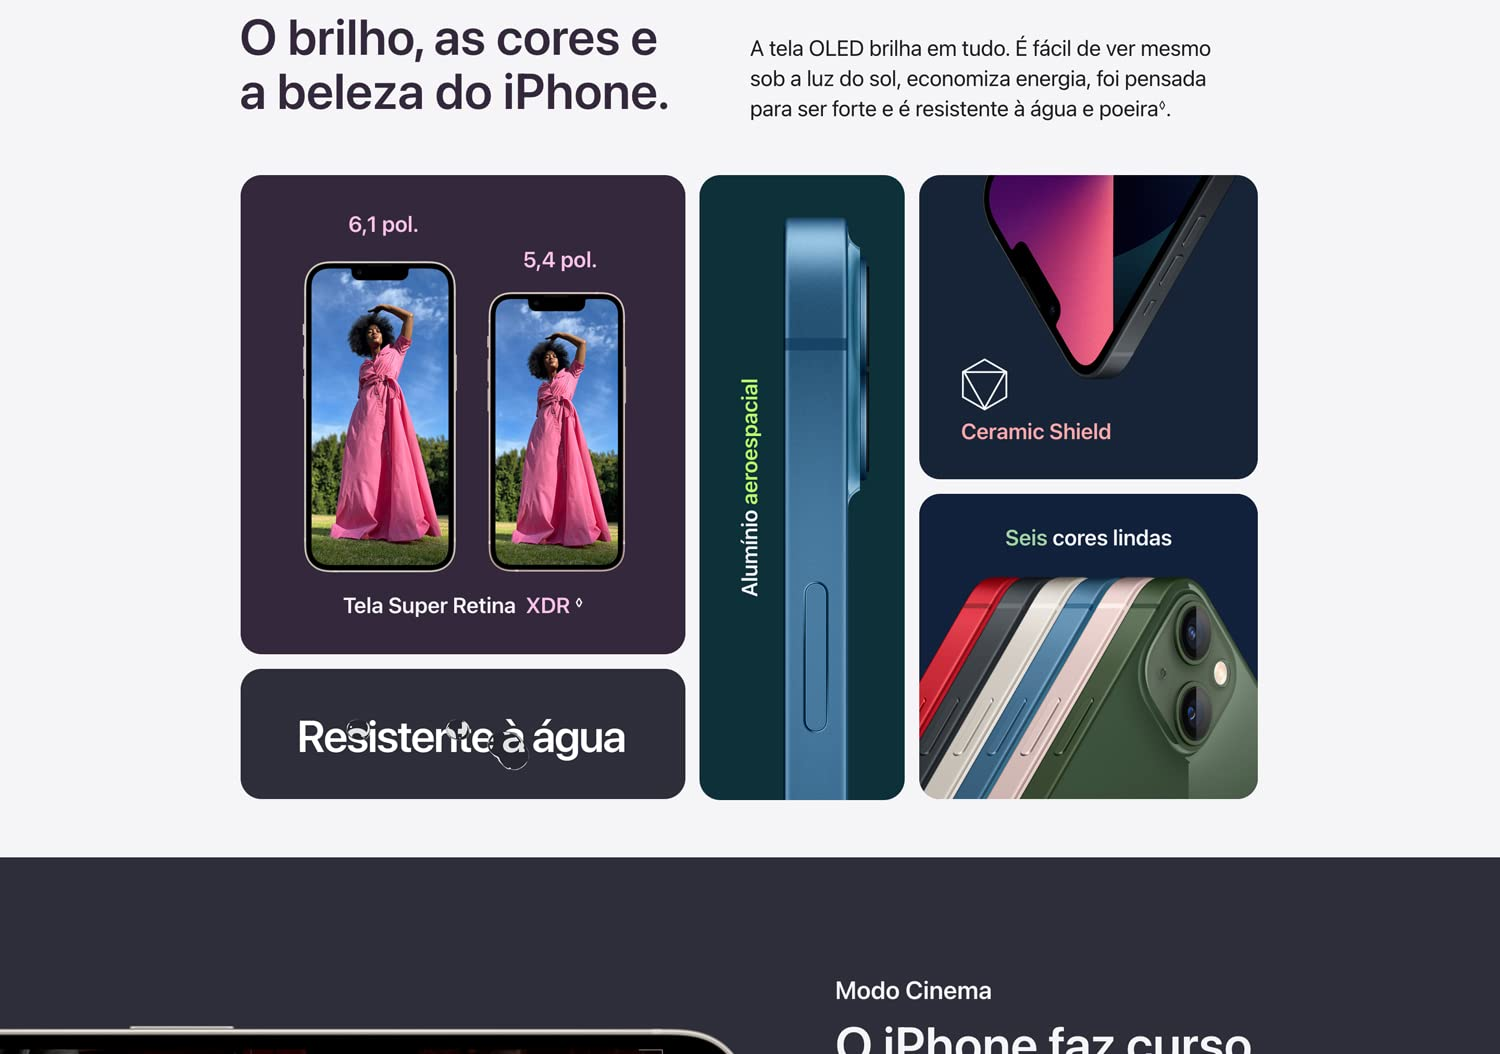 O brilho, as cores e
a beleza do iPhone.
A tela OLED brilha em tudo. É fácil de ver mesmo
sob a luz do sol, economiza energia, foi pensada
para ser forte e é resistente à água e poeira◊.
6,1 pol.
5,4 pol.
Tela Super Retina XDR ◊
Resistente à água
Alumínio aeroespacial
Ceramic Shield
Seis cores lindas
Modo Cinema
O iPhone faz curso